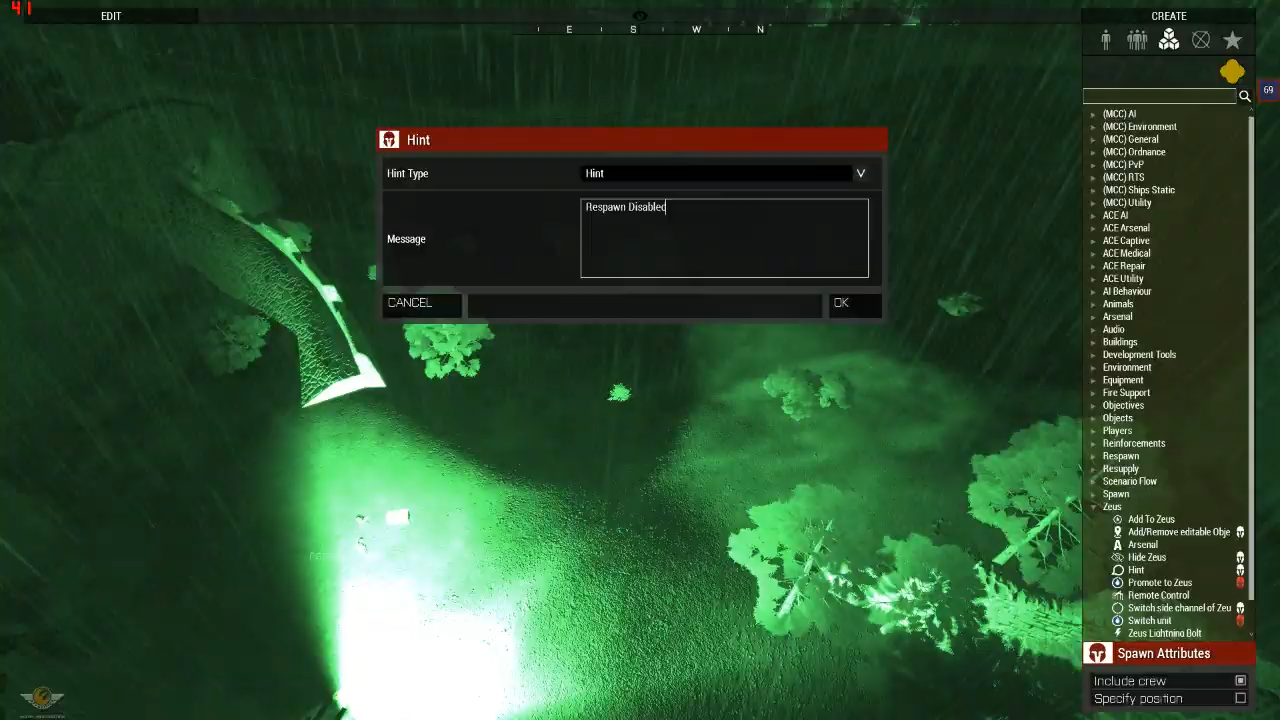 41
EDIT
E S W N
CREATE
69
Hint
Hint Type
Hint
V
Respawn Disabled
Message
CANCEL
OK
(MCC) AI
(MCC) Environment
(MCC) General
(MCC) Ordnance
(MCC) PvP
(MCC) RTS
(MCC) Ships Static
(MCC) Utility
ACE AI
ACE Arsenal
ACE Captive
ACE Medical
ACE Repair
ACE Utility
AI Behaviour
Animals
Arsenal
Audio
Buildings
Development Tools
Environment
Equipment
Fire Support
Objectives
Objects
Players
Reinforcements
Respawn
Resupply
Scenario Flow
Spawn
Zeus
Add To Zeus
Add/Remove editable Obje
Arsenal
Hide Zeus
Hint
Promote to Zeus
Remote Control
Switch side channel of Zeu
Switch unit
Zeus Lightning Bolt
Spawn Attributes
Include crew
Specify position